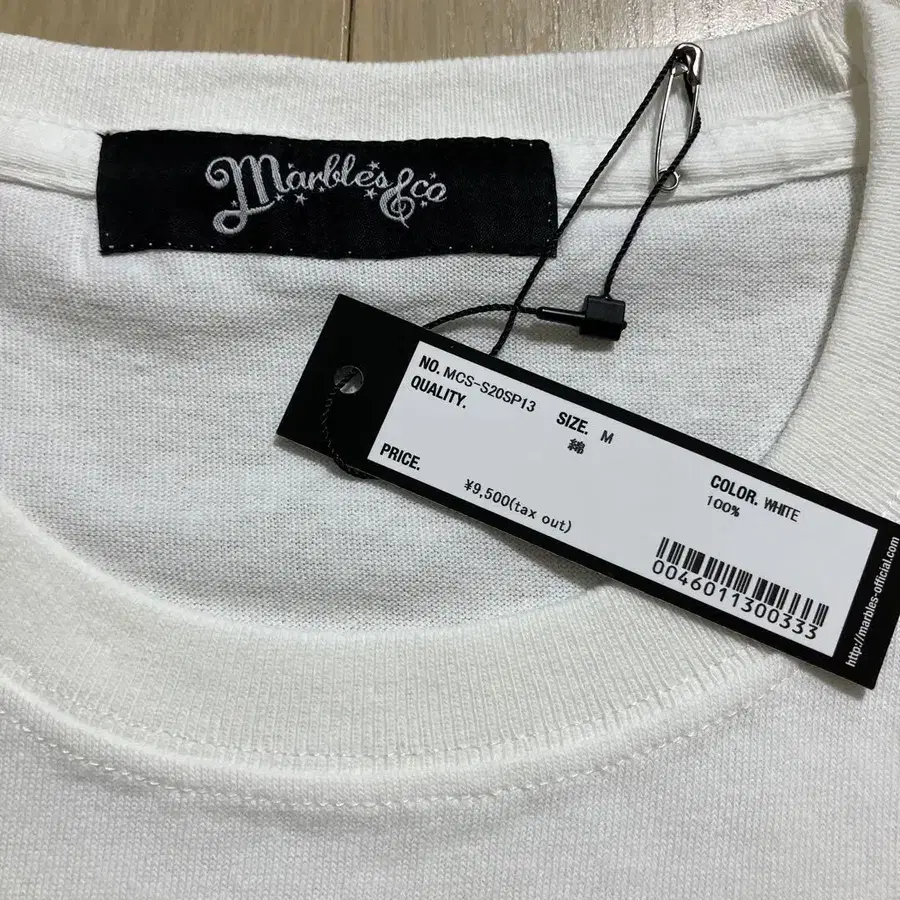 Marbles&co
NO. MCS-S20SP13
SIZE. M
COLOR. WHITE
QUALITY.
綿
100%
PRICE.
¥9,500(tax out)
0046011300333
http://marbles-official.com